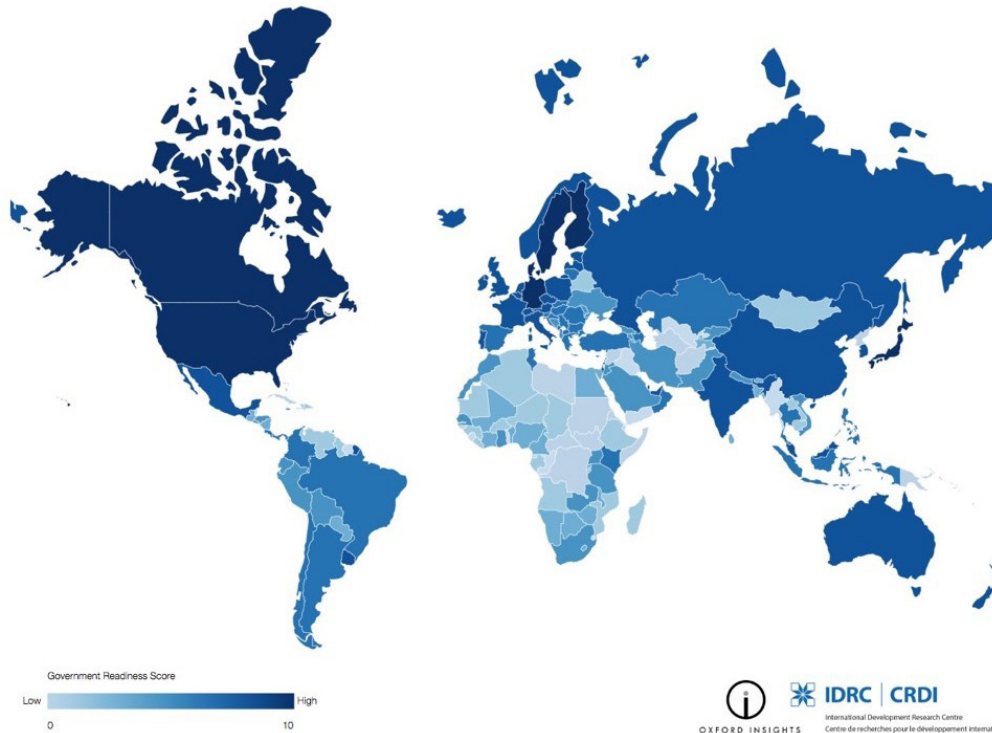 Government Readiness Score
Low
High
0
10
OXFORD INSIGHTS
IDRC | CRDI
International Development Research Centre
Centre de recherches pour le développement internat